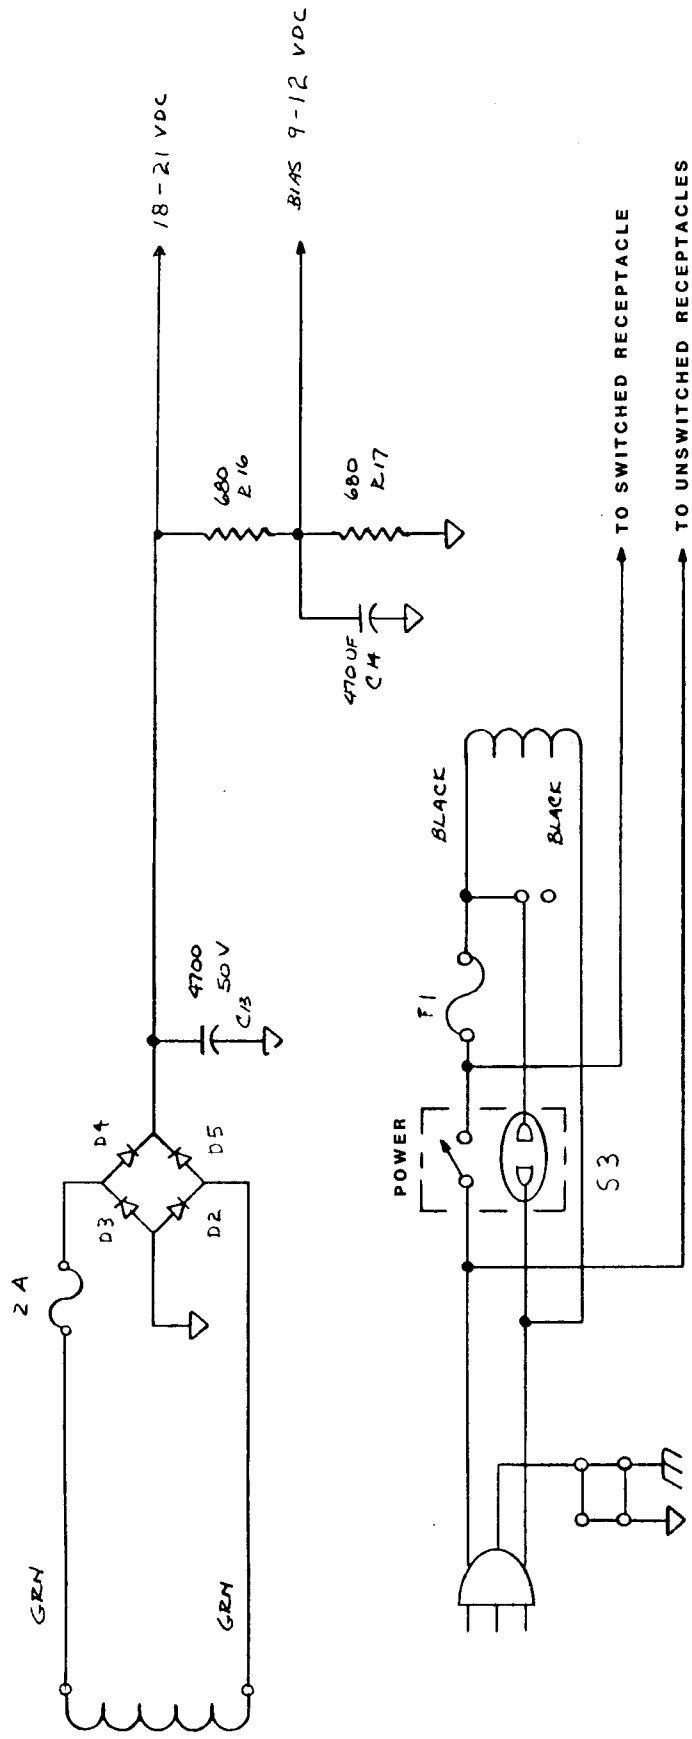 18-21 VDC
BIAS 9-12 VDC
680
R16
680
R17
470UF
C14
4700
50V
C13
D4
D5
D3
D2
2 A
GRN
GRN
BLACK
BLACK
F1
POWER
S3
TO SWITCHED RECEPTACLE
TO UNSWITCHED RECEPTACLES